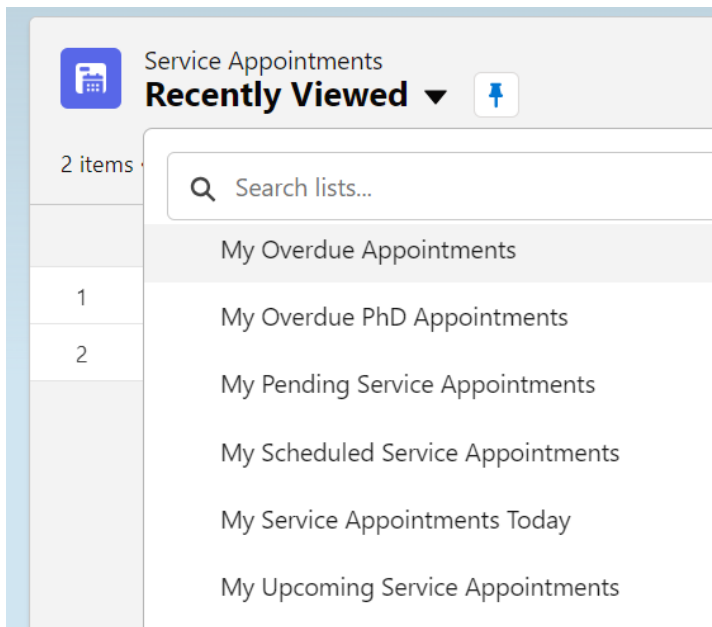 Service Appointments
Recently Viewed
2 items
Search lists...
My Overdue Appointments
My Overdue PhD Appointments
1
My Pending Service Appointments
2
My Scheduled Service Appointments
My Service Appointments Today
My Upcoming Service Appointments